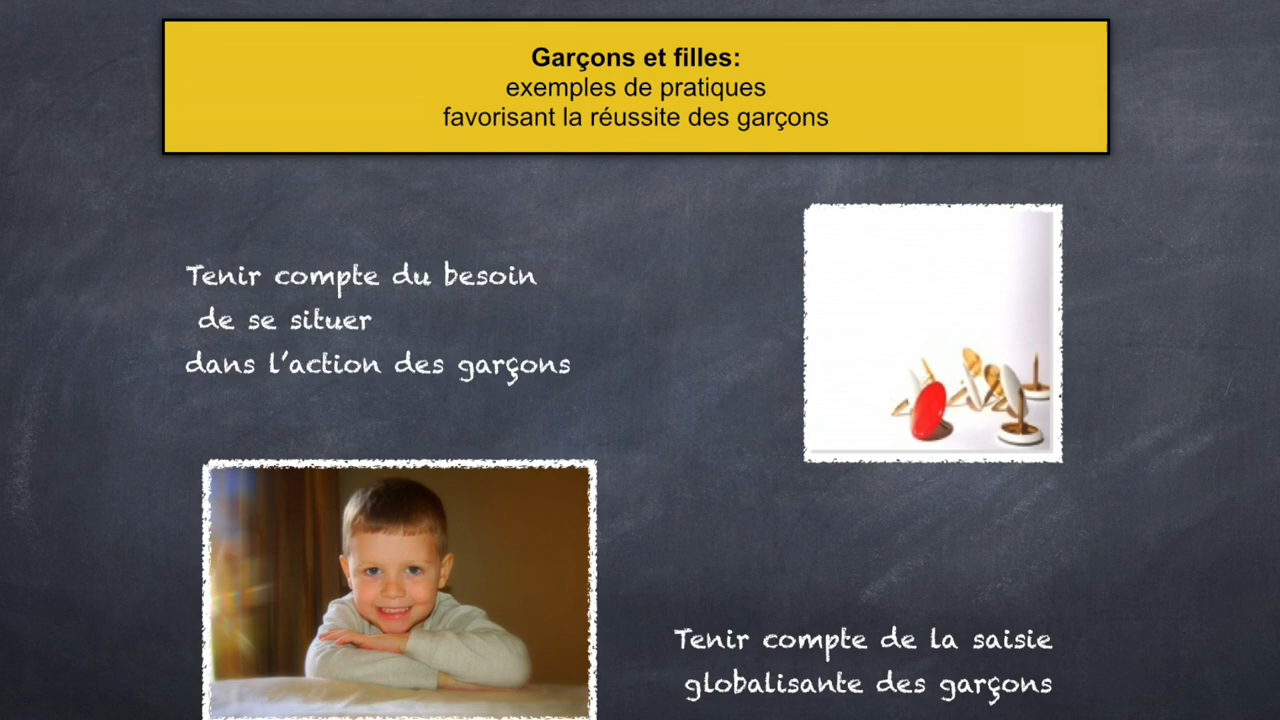 Garçons et filles:
exemples de pratiques
favorisant la réussite des garçons
Tenir compte du besoin
de se situer
dans l’action des garçons
Tenir compte de la saisie
globalisante des garçons